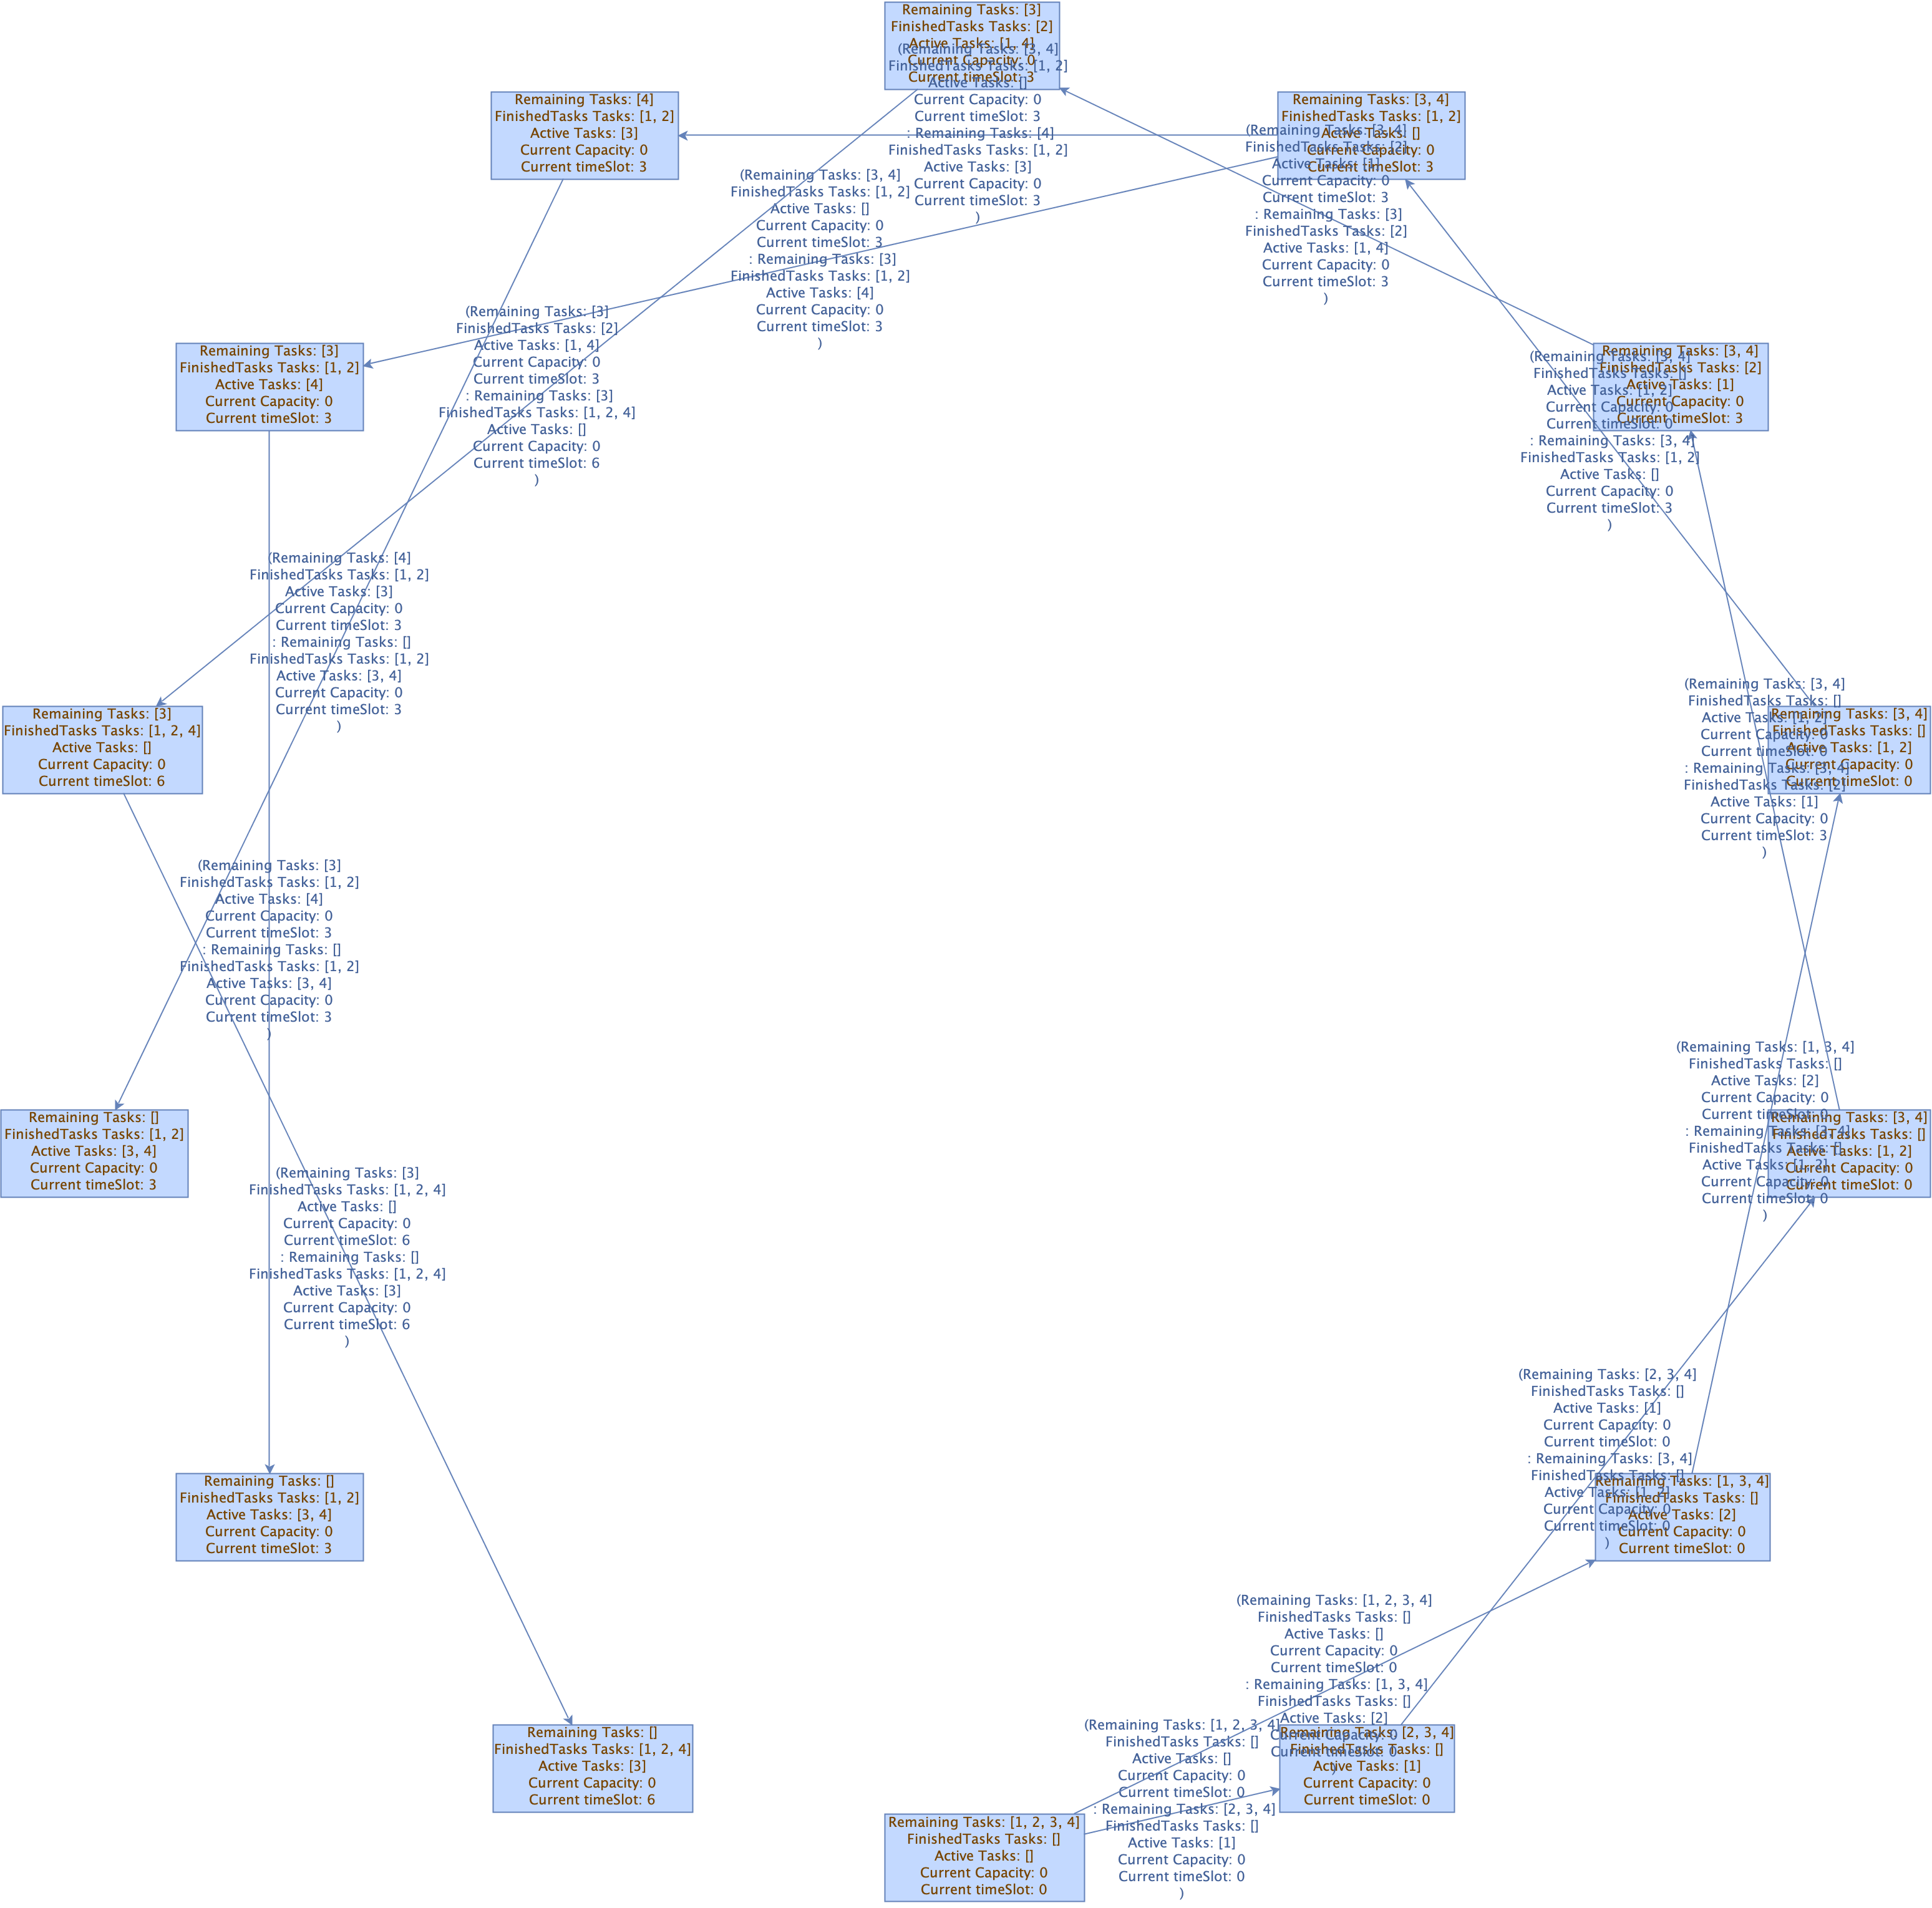 Remaining Tasks: [3]
FinishedTasks Tasks: [2]
Active Tasks: [1, 4]
Current Capacity: 0
Current timeSlot: 3
(Remaining Tasks: [3, 4]
FinishedTasks Tasks: [1, 2]
Active Tasks: []
Current Capacity: 0
Current timeSlot: 3
: Remaining Tasks: [4]
FinishedTasks Tasks: [1, 2]
Active Tasks: [3]
Current Capacity: 0
Current timeSlot: 3
)
Remaining Tasks: [4]
FinishedTasks Tasks: [1, 2]
Active Tasks: [3]
Current Capacity: 0
Current timeSlot: 3
Remaining Tasks: [3, 4]
FinishedTasks Tasks: [1, 2]
Active Tasks: []
Current Capacity: 0
Current timeSlot: 3
(Remaining Tasks: [3, 4]
FinishedTasks Tasks: [2]
Active Tasks: [1]
Current Capacity: 0
Current timeSlot: 3
: Remaining Tasks: [3]
FinishedTasks Tasks: [2]
Active Tasks: [1, 4]
Current Capacity: 0
Current timeSlot: 3
)
(Remaining Tasks: [3, 4]
FinishedTasks Tasks: [1, 2]
Active Tasks: []
Current Capacity: 0
Current timeSlot: 3
: Remaining Tasks: [3]
FinishedTasks Tasks: [1, 2]
Active Tasks: [4]
Current Capacity: 0
Current timeSlot: 3
)
(Remaining Tasks: [3]
FinishedTasks Tasks: [2]
Active Tasks: [1, 4]
Current Capacity: 0
Current timeSlot: 3
: Remaining Tasks: [3]
FinishedTasks Tasks: [1, 2, 4]
Active Tasks: []
Current Capacity: 0
Current timeSlot: 6
)
Remaining Tasks: [3]
FinishedTasks Tasks: [1, 2]
Active Tasks: [4]
Current Capacity: 0
Current timeSlot: 3
Remaining Tasks: [3, 4]
FinishedTasks Tasks: [2]
Active Tasks: [1]
Current Capacity: 0
Current timeSlot: 3
(Remaining Tasks: [3, 4]
FinishedTasks Tasks: []
Active Tasks: [1, 2]
Current Capacity: 0
Current timeSlot: 0
: Remaining Tasks: [3, 4]
FinishedTasks Tasks: [1, 2]
Active Tasks: []
Current Capacity: 0
Current timeSlot: 3
)
(Remaining Tasks: [4]
FinishedTasks Tasks: [1, 2]
Active Tasks: [3]
Current Capacity: 0
Current timeSlot: 3
: Remaining Tasks: []
FinishedTasks Tasks: [1, 2]
Active Tasks: [3, 4]
Current Capacity: 0
Current timeSlot: 3
)
(Remaining Tasks: [3, 4]
FinishedTasks Tasks: []
Active Tasks: [1, 2]
Current Capacity: 0
Current timeSlot: 0
: Remaining Tasks: [3, 4]
FinishedTasks Tasks: [2]
Active Tasks: [1]
Current Capacity: 0
Current timeSlot: 3
)
Remaining Tasks: [3, 4]
FinishedTasks Tasks: []
Active Tasks: [1, 2]
Current Capacity: 0
Current timeSlot: 0
Remaining Tasks: [3]
FinishedTasks Tasks: [1, 2, 4]
Active Tasks: []
Current Capacity: 0
Current timeSlot: 6
(Remaining Tasks: [3]
FinishedTasks Tasks: [1, 2]
Active Tasks: [4]
Current Capacity: 0
Current timeSlot: 3
: Remaining Tasks: []
FinishedTasks Tasks: [1, 2]
Active Tasks: [3, 4]
Current Capacity: 0
Current timeSlot: 3
)
(Remaining Tasks: [1, 3, 4]
FinishedTasks Tasks: []
Active Tasks: [2]
Current Capacity: 0
Current timeSlot: 0
: Remaining Tasks: [3, 4]
FinishedTasks Tasks: []
Active Tasks: [1, 2]
Current Capacity: 0
Current timeSlot: 0
)
Remaining Tasks: [3, 4]
FinishedTasks Tasks: []
Active Tasks: [1, 2]
Current Capacity: 0
Current timeSlot: 0
Remaining Tasks: []
FinishedTasks Tasks: [1, 2]
Active Tasks: [3, 4]
Current Capacity: 0
Current timeSlot: 3
(Remaining Tasks: [3]
FinishedTasks Tasks: [1, 2, 4]
Active Tasks: []
Current Capacity: 0
Current timeSlot: 6
: Remaining Tasks: []
FinishedTasks Tasks: [1, 2, 4]
Active Tasks: [3]
Current Capacity: 0
Current timeSlot: 6
)
(Remaining Tasks: [2, 3, 4]
FinishedTasks Tasks: []
Active Tasks: [1]
Current Capacity: 0
Current timeSlot: 0
: Remaining Tasks: [3, 4]
FinishedTasks Tasks: []
Active Tasks: [1, 2]
Current Capacity: 0
Current timeSlot: 0
)
Remaining Tasks: [1, 3, 4]
FinishedTasks Tasks: []
Active Tasks: [2]
Current Capacity: 0
Current timeSlot: 0
Remaining Tasks: []
FinishedTasks Tasks: [1, 2]
Active Tasks: [3, 4]
Current Capacity: 0
Current timeSlot: 3
(Remaining Tasks: [1, 2, 3, 4]
FinishedTasks Tasks: []
Active Tasks: []
Current Capacity: 0
Current timeSlot: 0
: Remaining Tasks: [1, 3, 4]
FinishedTasks Tasks: []
Active Tasks: [2]
Current Capacity: 0
Current timeSlot: 0
)
Remaining Tasks: []
FinishedTasks Tasks: [1, 2, 4]
Active Tasks: [3]
Current Capacity: 0
Current timeSlot: 6
(Remaining Tasks: [1, 2, 3, 4]
FinishedTasks Tasks: []
Active Tasks: []
Current Capacity: 0
Current timeSlot: 0
: Remaining Tasks: [2, 3, 4]
FinishedTasks Tasks: []
Active Tasks: [1]
Current Capacity: 0
Current timeSlot: 0
)
Remaining Tasks: [2, 3, 4]
FinishedTasks Tasks: []
Active Tasks: [1]
Current Capacity: 0
Current timeSlot: 0
Remaining Tasks: [1, 2, 3, 4]
FinishedTasks Tasks: []
Active Tasks: []
Current Capacity: 0
Current timeSlot: 0